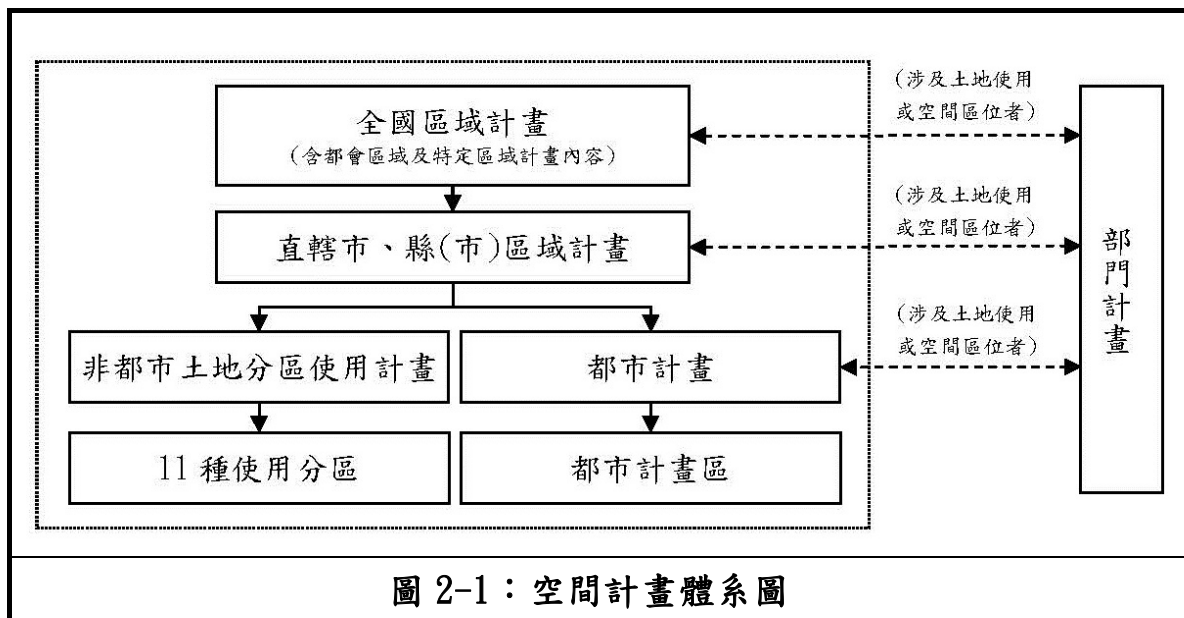 全國區域計畫
(含都會區域及特定區域計畫內容)
(涉及土地使用
或空間區位者)
直轄市、縣(市)區域計畫
(涉及土地使用
或空間區位者)
非都市土地分區使用計畫
都市計畫
(涉及土地使用
或空間區位者)
11 種使用分區
都市計畫區
部門計畫
圖 2-1：空間計畫體系圖